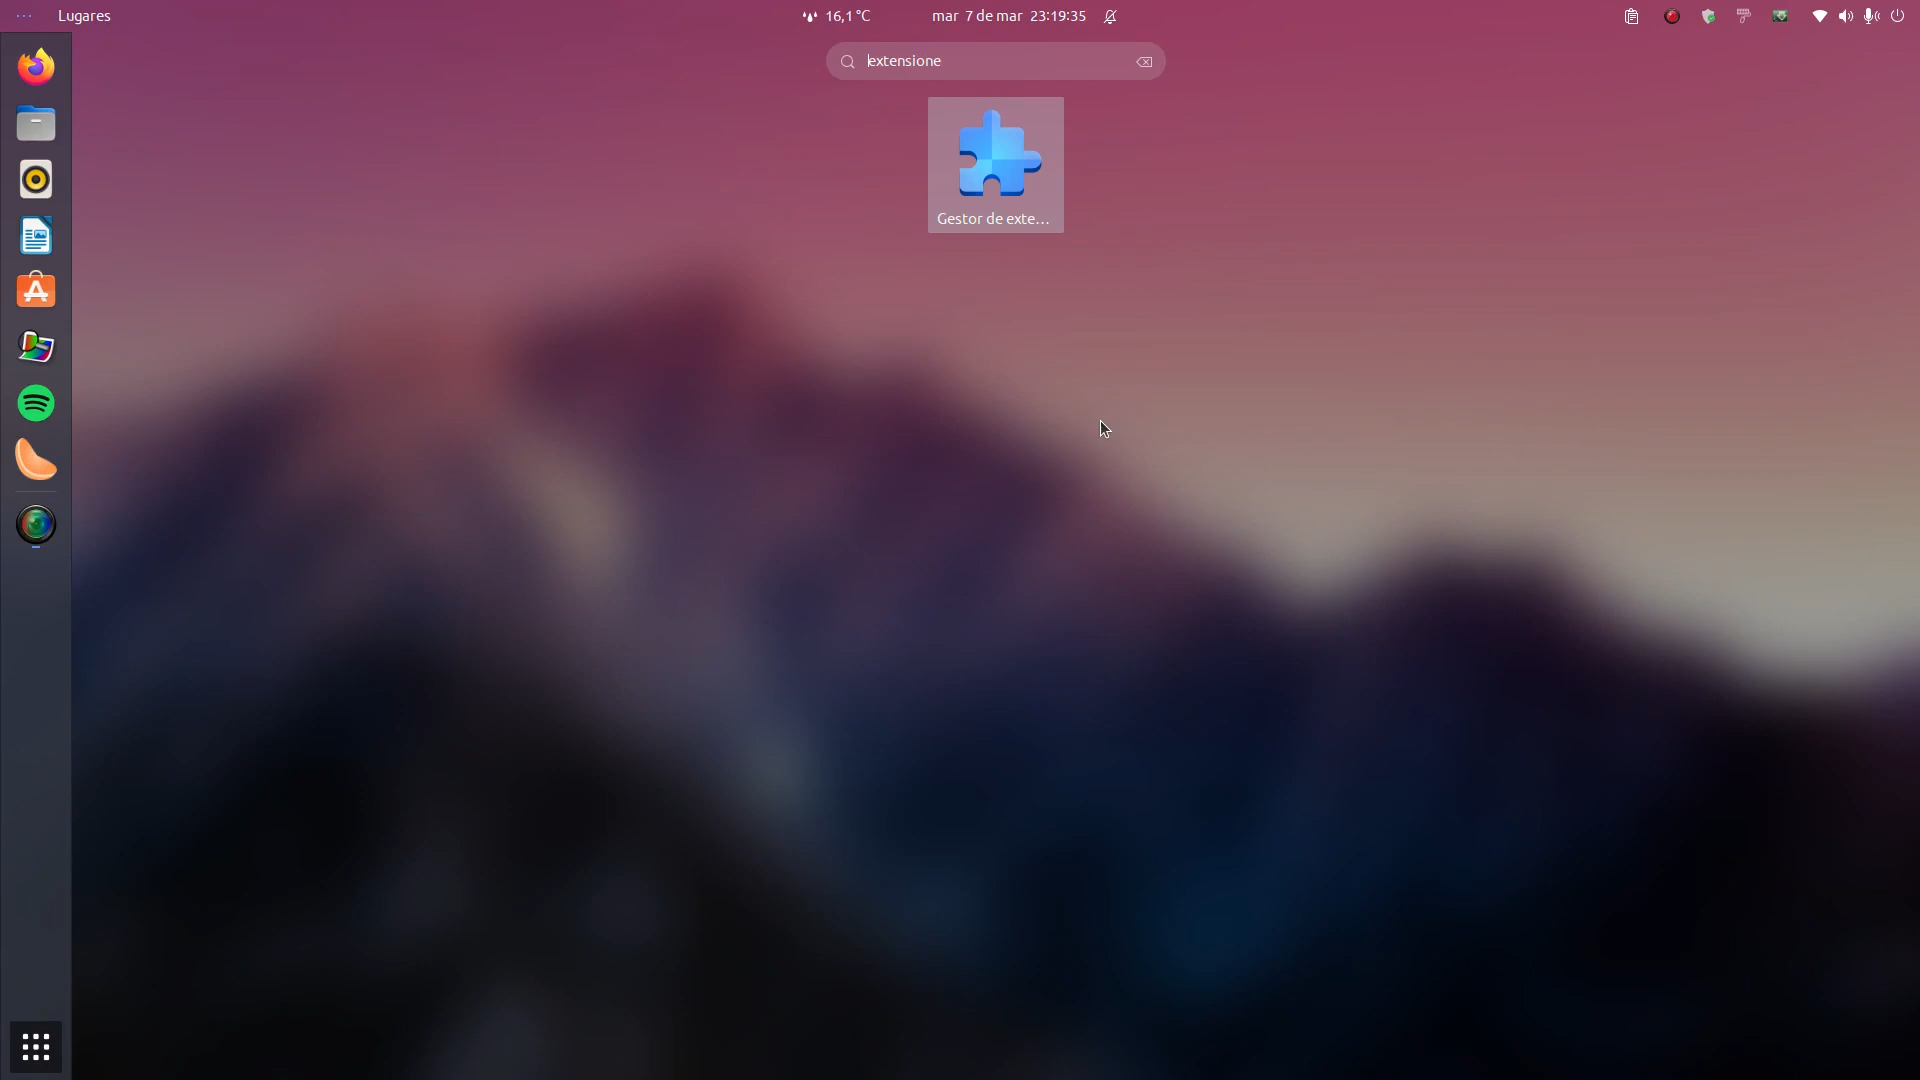 Lugares
16,1 °C
mar 7 de mar 23:19:35
extensione
Gestor de exte...